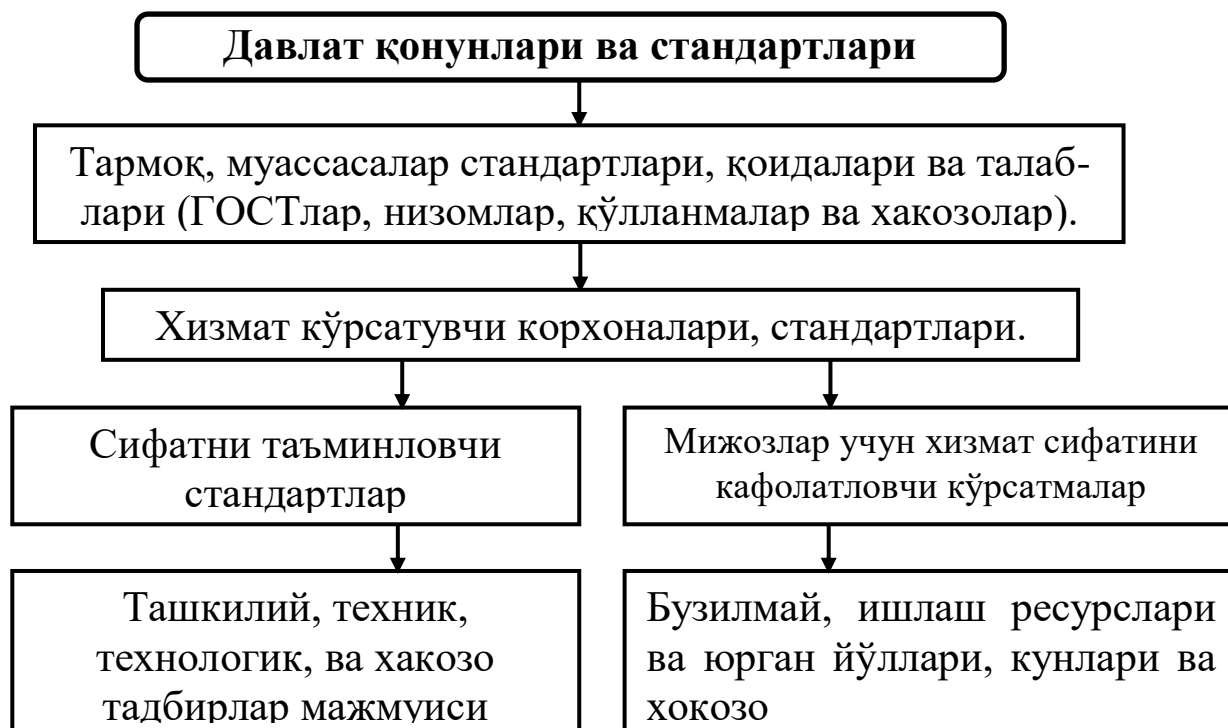 Давлат қонунлари ва стандартлари
Тармоқ, муассасалар стандартлари, қоидалари ва талаб-
лари (ГОСТлар, низомлар, қўлланмалар ва хакозолар).
Хизмат кўрсатувчи корхоналари, стандартлари.
Сифатни таъминловчи
стандартлар
Мижозлар учун хизмат сифатини
кафолатловчи кўрсатмалар
Ташкилий, техник,
технологик, ва хакозо
тадбирлар мажмуиси
Бузилмай, ишлаш ресурслари
ва юрган йўллари, кунлари ва
хокозо